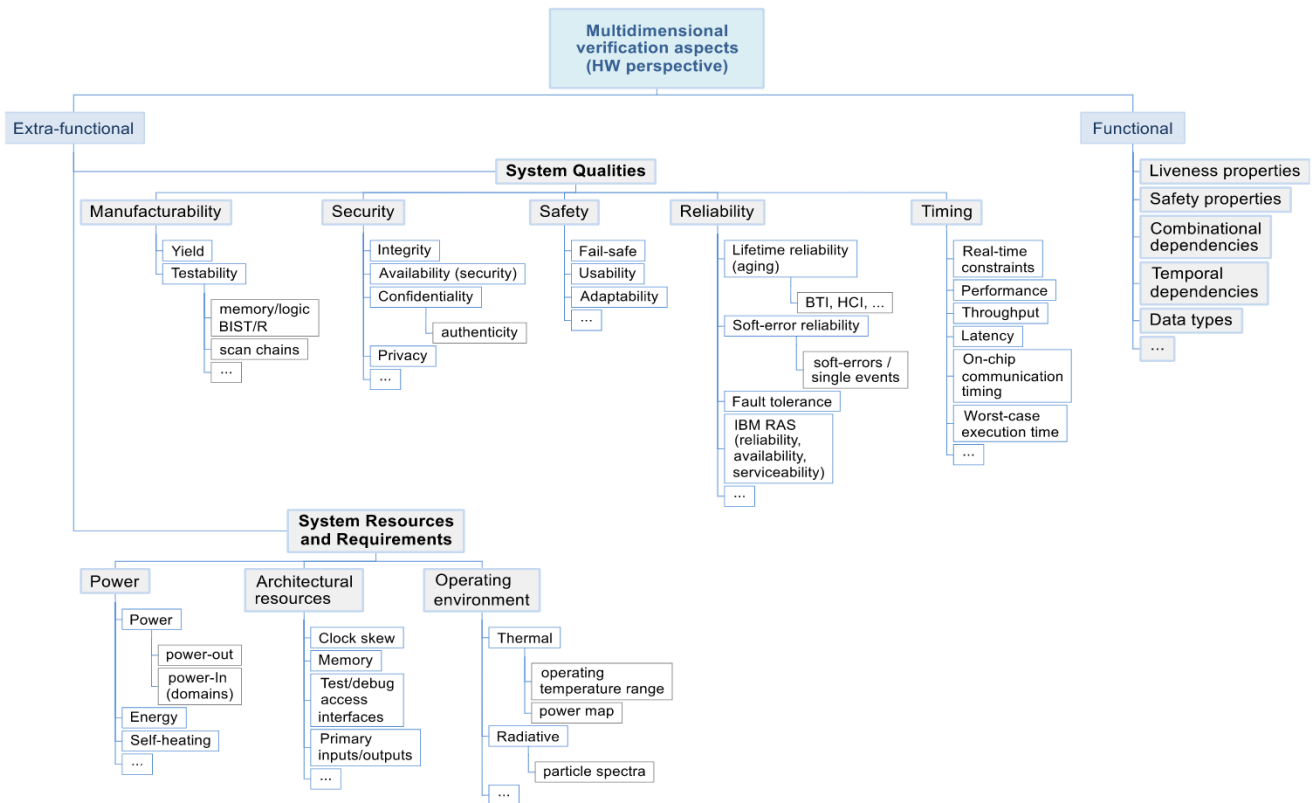 Multidimensional
verification aspects
(HW perspective)
Extra-functional
Functional
System Qualities
Manufacturability
Yield
Testability
memory/logic
BIST/R
scan chains
...
Security
Integrity
Availability (security)
Confidentiality
authenticity
Privacy
...
Safety
Fail-safe
Usability
Adaptability
...
Reliability
Lifetime reliability
(aging)
BTI, HCI, ...
Soft-error reliability
soft-errors /
single events
Fault tolerance
IBM RAS
(reliability,
availability,
serviceability)
...
Timing
Real-time
constraints
Performance
Throughput
Latency
On-chip
communication
timing
Worst-case
execution time
...
Liveness properties
Safety properties
Combinational
dependencies
Temporal
dependencies
Data types
...
System Resources
and Requirements
Power
Power
power-out
power-In
(domains)
Energy
Self-heating
...
Architectural
resources
Clock skew
Memory
Test/debug
access
interfaces
Primary
inputs/outputs
...
Operating
environment
Thermal
operating
temperature range
power map
Radiative
particle spectra
...